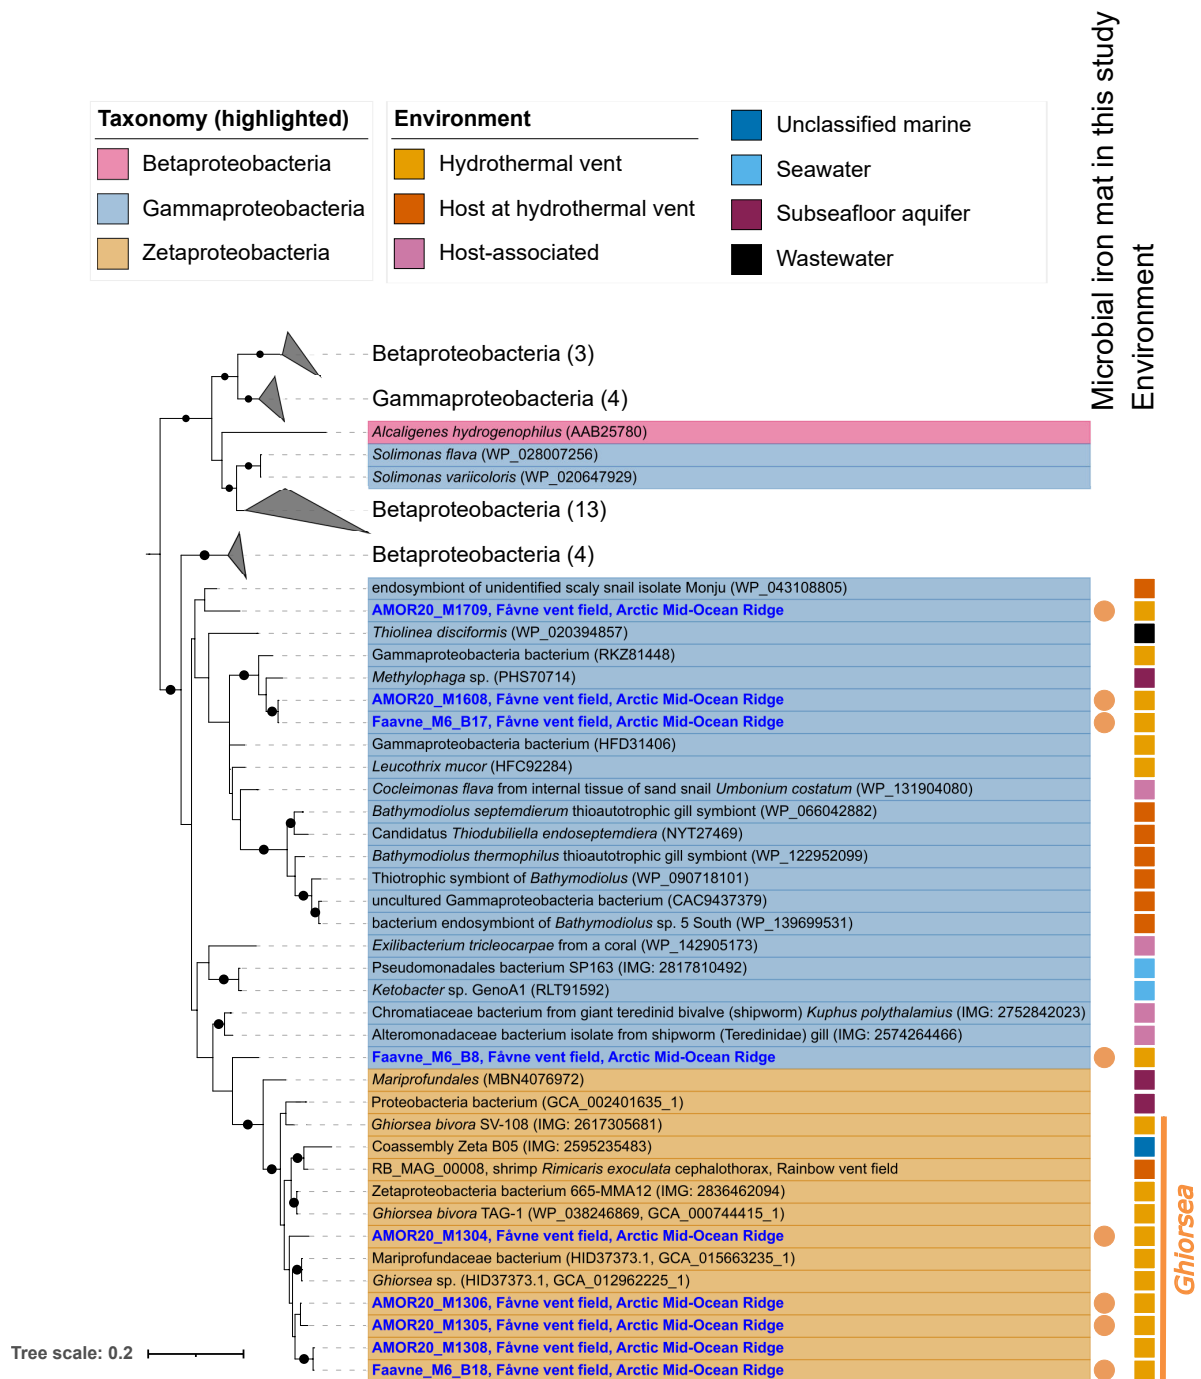 Microbial iron mat in this study
Environment
Taxonomy (highlighted)
Betaproteobacteria
Gammaproteobacteria
Zetaproteobacteria
Environment
Hydrothermal vent
Host at hydrothermal vent
Host-associated
Unclassified marine
Seawater
Subseafloor aquifer
Wastewater
Betaproteobacteria (3)
Gammaproteobacteria (4)
Alcaligenes hydrogenophilus (AAB25780)
Solimonas flava (WP_028007256)
Solimonas variicoloris (WP_020647929)
Betaproteobacteria (13)
Betaproteobacteria (4)
endosymbiont of unidentified scaly snail isolate Monju (WP_043108805)
AMOR20_M1709, Fåvne vent field, Arctic Mid-Ocean Ridge
Thiolinea disciformis (WP_020394857)
Gammaproteobacteria bacterium (RKZ81448)
Methylophaga sp. (PHS70714)
AMOR20_M1608, Fåvne vent field, Arctic Mid-Ocean Ridge
Faavne_M6_B17, Fåvne vent field, Arctic Mid-Ocean Ridge
Gammaproteobacteria bacterium (HFD31406)
Leucothrix mucor (HFC92284)
Cocleimonas flava from internal tissue of sand snail Umbonium costatum (WP_131904080)
Bathymodiolus septemdierum thioautotrophic gill symbiont (WP_066042882)
Candidatus Thiodubiliella endoseptemdiera (NYT27469)
Bathymodiolus thermophilus thioautotrophic gill symbiont (WP_122952099)
Thiotrophic symbiont of Bathymodiolus (WP_090718101)
uncultured Gammaproteobacteria bacterium (CAC9437379)
bacterium endosymbiont of Bathymodiolus sp. 5 South (WP_139699531)
Exilibacterium tricleocarpae from a coral (WP_142905173)
Pseudomonadales bacterium SP163 (IMG: 2817810492)
Ketobacter sp. GenoA1 (RLT91592)
Chromatiaceae bacterium from giant teredinid bivalve (shipworm) Kuphus polythalamius (IMG: 2752842023)
Alteromonadaceae bacterium isolate from shipworm (Teredinidae) gill (IMG: 2574264466)
Faavne_M6_B8, Fåvne vent field, Arctic Mid-Ocean Ridge
Mariprofundales (MBN4076972)
Proteobacteria bacterium (GCA_002401635_1)
Ghiorsea bivora SV-108 (IMG: 2617305681)
Coassembly Zeta B05 (IMG: 2595235483)
RB_MAG_00008, shrimp Rimicaris exoculata cephalothorax, Rainbow vent field
Zetaproteobacteria bacterium 665-MMA12 (IMG: 2836462094)
Ghiorsea bivora TAG-1 (WP_038246869, GCA_000744415_1)
AMOR20_M1304, Fåvne vent field, Arctic Mid-Ocean Ridge
Mariprofundaceae bacterium (HID37373.1, GCA_015663235_1)
Ghiorsea sp. (HID37373.1, GCA_012962225_1)
AMOR20_M1306, Fåvne vent field, Arctic Mid-Ocean Ridge
AMOR20_M1305, Fåvne vent field, Arctic Mid-Ocean Ridge
AMOR20_M1308, Fåvne vent field, Arctic Mid-Ocean Ridge
Faavne_M6_B18, Fåvne vent field, Arctic Mid-Ocean Ridge
Ghiorsea
Tree scale: 0.2